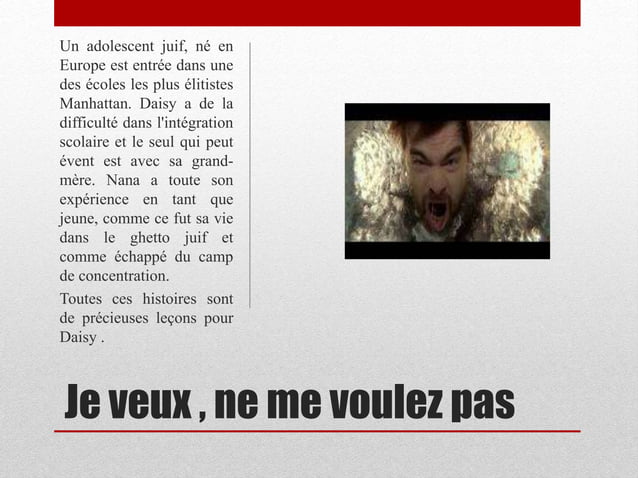 Un adolescent juif, né en
Europe est entrée dans une
des écoles les plus élitistes
Manhattan. Daisy a de la
difficulté dans l'intégration
scolaire et le seul qui peut
évent est avec sa grand-
mère. Nana a toute son
expérience en tant que
jeune, comme ce fut sa vie
dans le ghetto juif et
comme échappé du camp
de concentration.
Toutes ces histoires sont
de précieuses leçons pour
Daisy .
Je veux , ne me voulez pas